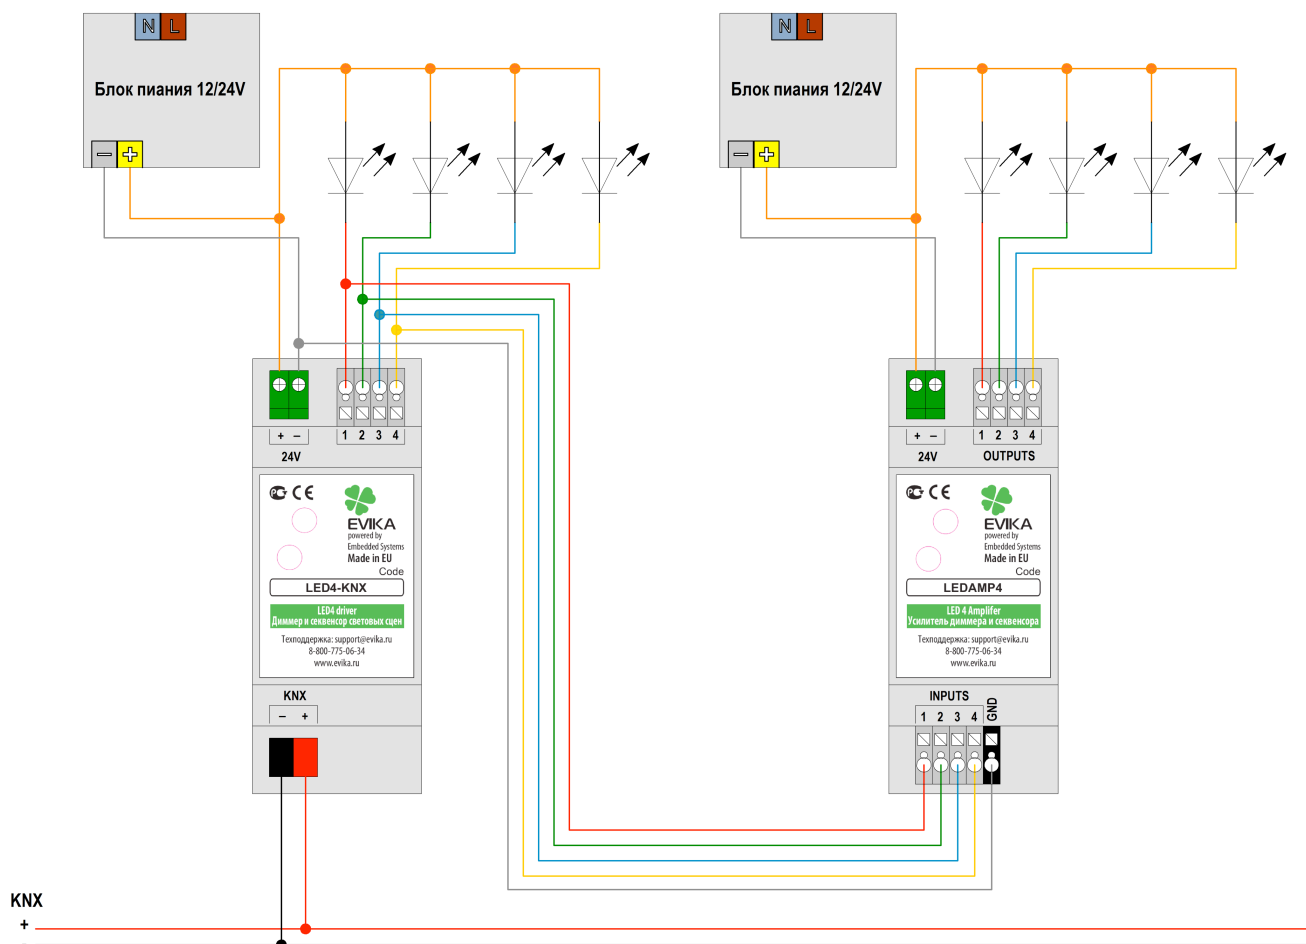 N L
Блок пиания 12/24V
− +
N L
Блок пиания 12/24V
− +
+ − 1 2 3 4
24V
CE
EVIKA
powered by
Embedded Systems
Made in EU
Code
LED4-KNX
LED4 driver
Диммер и секвенсор световых сцен
Техподдержка: support@evika.ru
8-800-775-06-34
www.evika.ru
KNX
− +
+ − 1 2 3 4
24V OUTPUTS
CE
EVIKA
powered by
Embedded Systems
Made in EU
Code
LEDAMP4
LED 4 Amplifer
Усилитель диммера и секвенсора
Техподдержка: support@evika.ru
8-800-775-06-34
www.evika.ru
INPUTS
1 2 3 4 GND
KNX
+